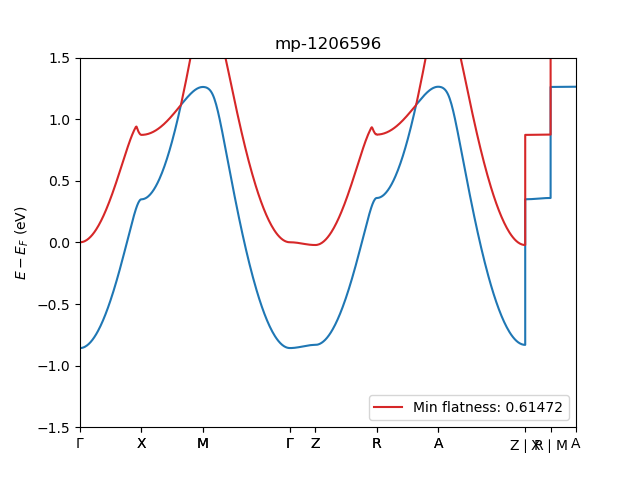 mp-1206596
E − E_F (eV)
1.5
1.0
0.5
0.0
−0.5
−1.0
−1.5
Min flatness: 0.61472
Γ X M Γ Z R A Z | X R | M A